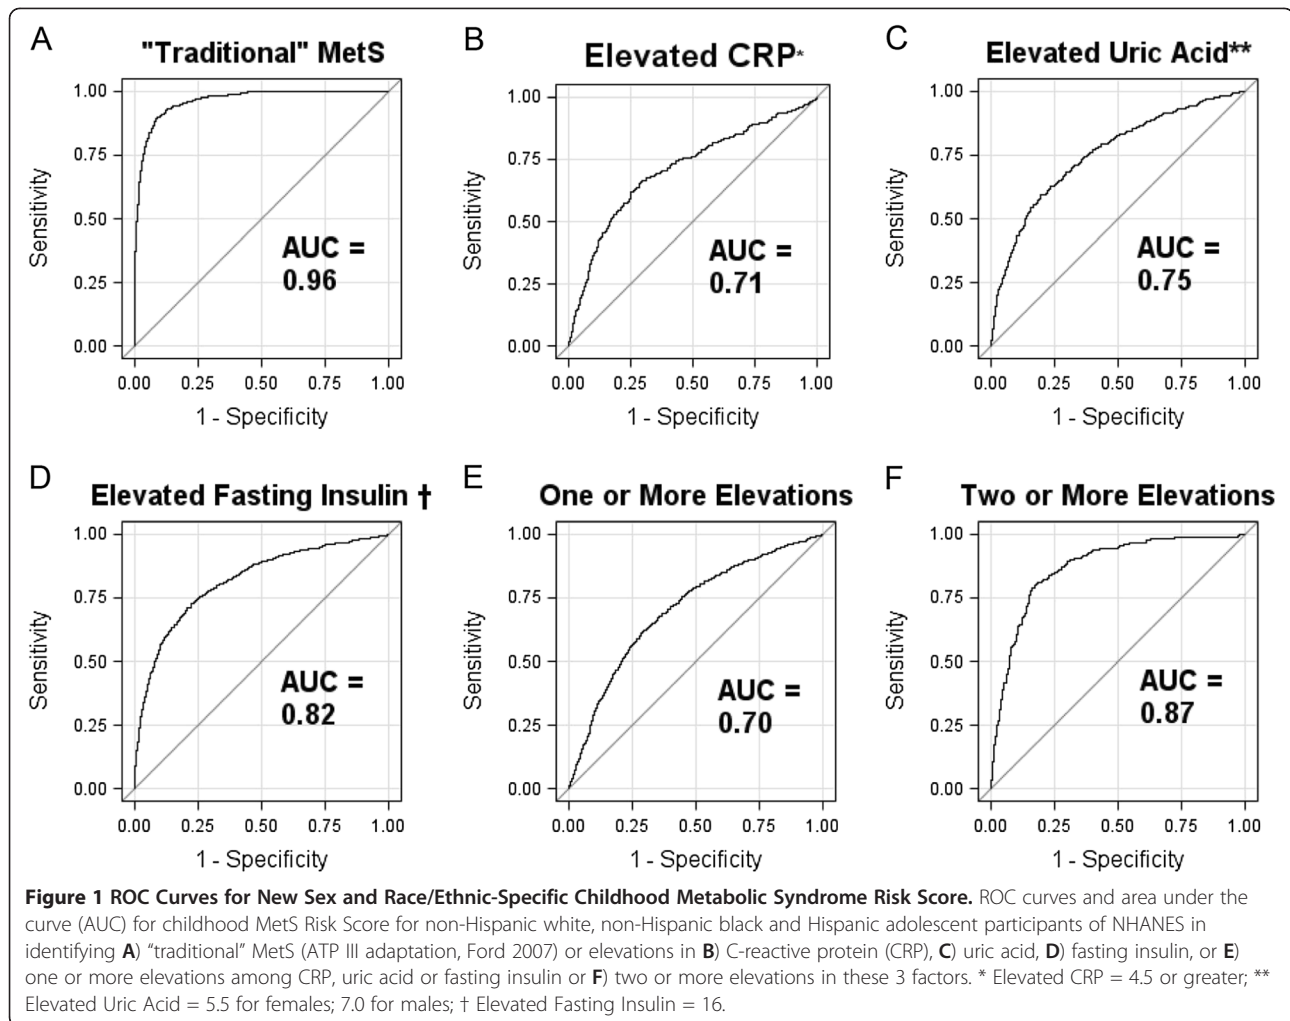 A
"Traditional" MetS
1.00
0.75
0.50
0.25
0.00
Sensitivity
AUC =
0.96
0.00 0.25 0.50 0.75 1.00
1 - Specificity
B
Elevated CRP*
1.00
0.75
0.50
0.25
0.00
Sensitivity
AUC =
0.71
0.00 0.25 0.50 0.75 1.00
1 - Specificity
C
Elevated Uric Acid**
1.00
0.75
0.50
0.25
0.00
Sensitivity
AUC =
0.75
0.00 0.25 0.50 0.75 1.00
1 - Specificity
D
Elevated Fasting Insulin †
1.00
0.75
0.50
0.25
0.00
Sensitivity
AUC =
0.82
0.00 0.25 0.50 0.75 1.00
1 - Specificity
E
One or More Elevations
1.00
0.75
0.50
0.25
0.00
Sensitivity
AUC =
0.70
0.00 0.25 0.50 0.75 1.00
1 - Specificity
F
Two or More Elevations
1.00
0.75
0.50
0.25
0.00
Sensitivity
AUC =
0.87
0.00 0.25 0.50 0.75 1.00
1 - Specificity
Figure 1 ROC Curves for New Sex and Race/Ethnic-Specific Childhood Metabolic Syndrome Risk Score. ROC curves and area under the
curve (AUC) for childhood MetS Risk Score for non-Hispanic white, non-Hispanic black and Hispanic adolescent participants of NHANES in
identifying A) “traditional” MetS (ATP III adaptation, Ford 2007) or elevations in B) C-reactive protein (CRP), C) uric acid, D) fasting insulin, or E)
one or more elevations among CRP, uric acid or fasting insulin or F) two or more elevations in these 3 factors. * Elevated CRP = 4.5 or greater; **
Elevated Uric Acid = 5.5 for females; 7.0 for males; † Elevated Fasting Insulin = 16.